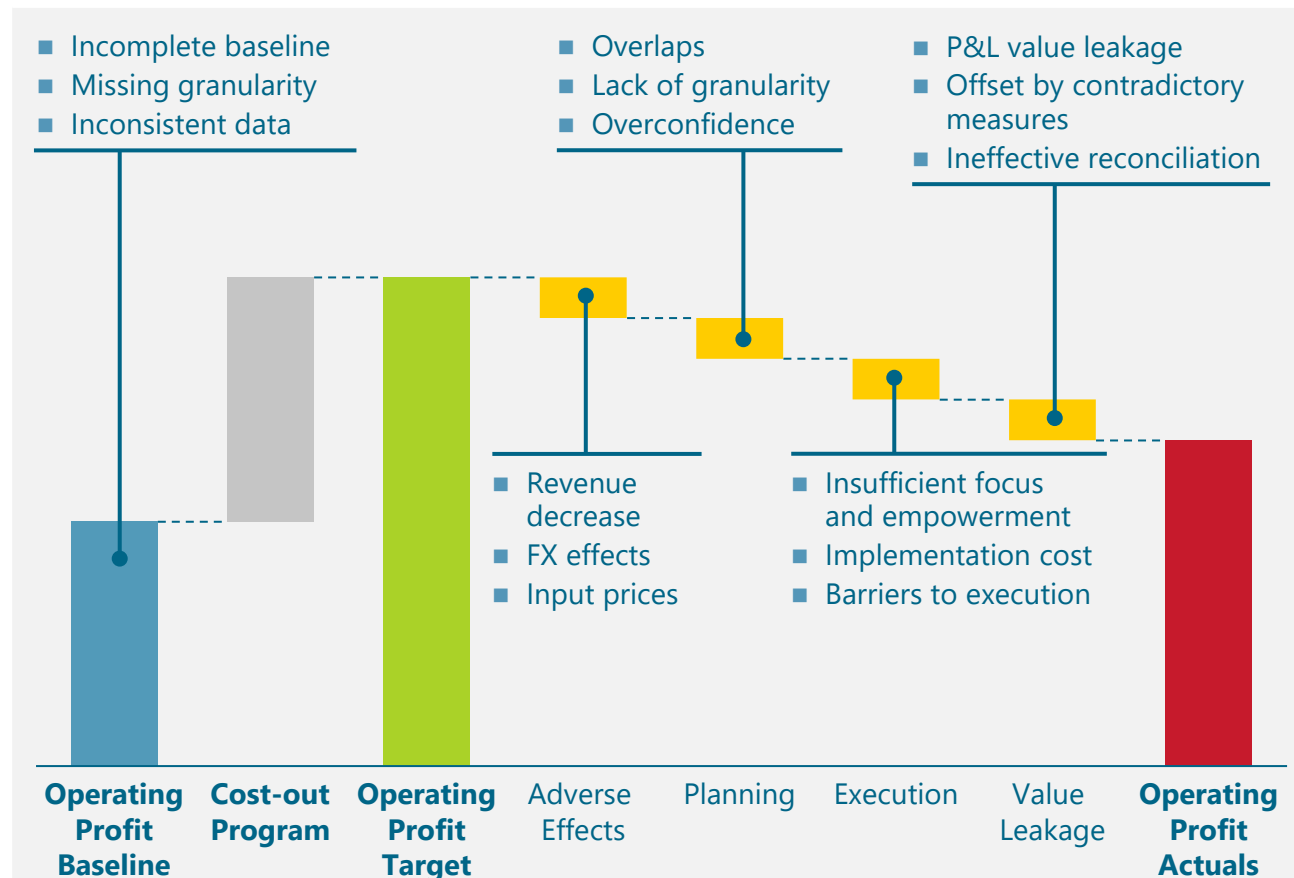 Incomplete baseline
Missing granularity
Inconsistent data
Overlaps
Lack of granularity
Overconfidence
P&L value leakage
Offset by contradictory
measures
Ineffective reconciliation
Revenue
decrease
FX effects
Input prices
Insufficient focus
and empowerment
Implementation cost
Barriers to execution
Operating
Profit
Baseline
Cost-out
Program
Operating
Profit
Target
Adverse
Effects
Planning
Execution
Value
Leakage
Operating
Profit
Actuals